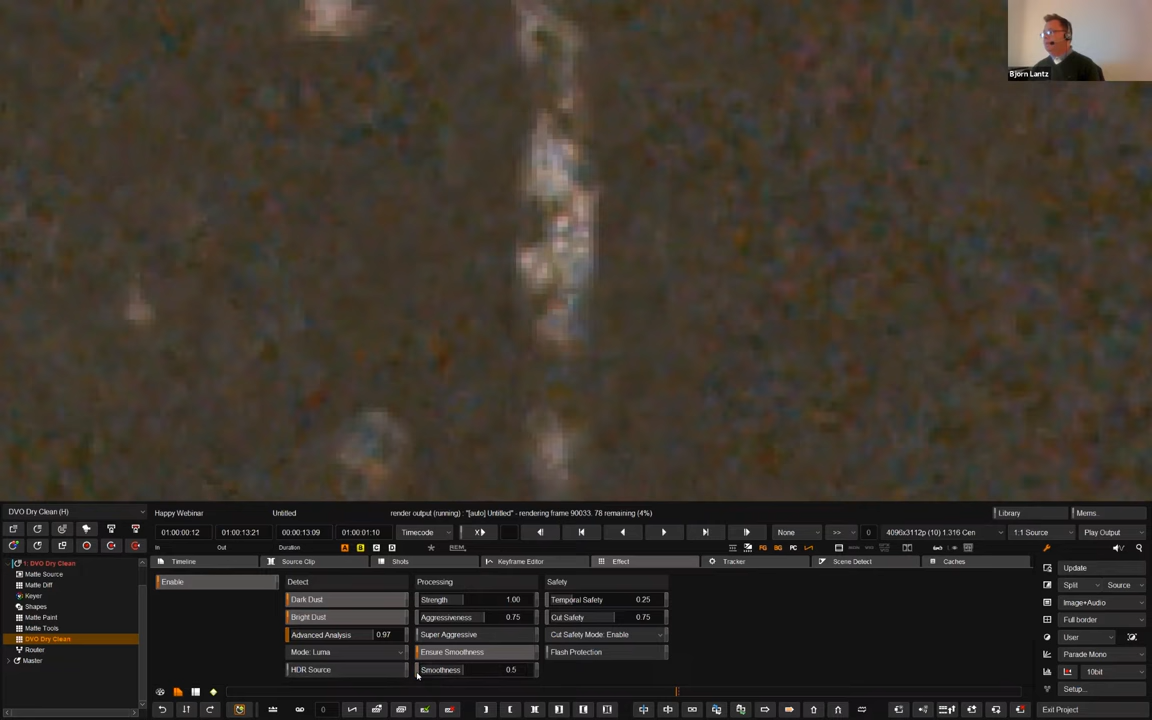 Bjorn Lantz
DVO Dry Clean (H)
Happy Webinar
Untitled
render output (running) : "[auto] Untitled" - rendering frame 90033. 78 remaining (4%)
Library
Mems.
01:00:00:12
01:00:13:21
00:00:13:09
01:00:01:10
Timecode
None
>>
0
4096x3112p (10) 1.316 Cen
1:1 Source
Play Output
In
Out
Duration
A
B
C
D
REM
FG
BG
PC
1: DVO Dry Clean
Matte Source
Matte Diff
Keyer
Shapes
Matte Paint
Matte Tools
DVO Dry Clean
Router
Master
Timeline
Source Clip
Shots
Keyframe Editor
Effect
Tracker
Scene Detect
Caches
Enable
Detect
Dark Dust
Bright Dust
Advanced Analysis 0.97
Mode: Luma
HDR Source
Processing
Strength 1.00
Aggressiveness 0.75
Super Aggressive
Ensure Smoothness
Smoothness 0.5
Safety
Temporal Safety 0.25
Cut Safety 0.75
Cut Safety Mode: Enable
Flash Protection
Update
Split
Source
Image+Audio
Full border
User
Parade Mono
10bit
Setup...
Exit Project
0